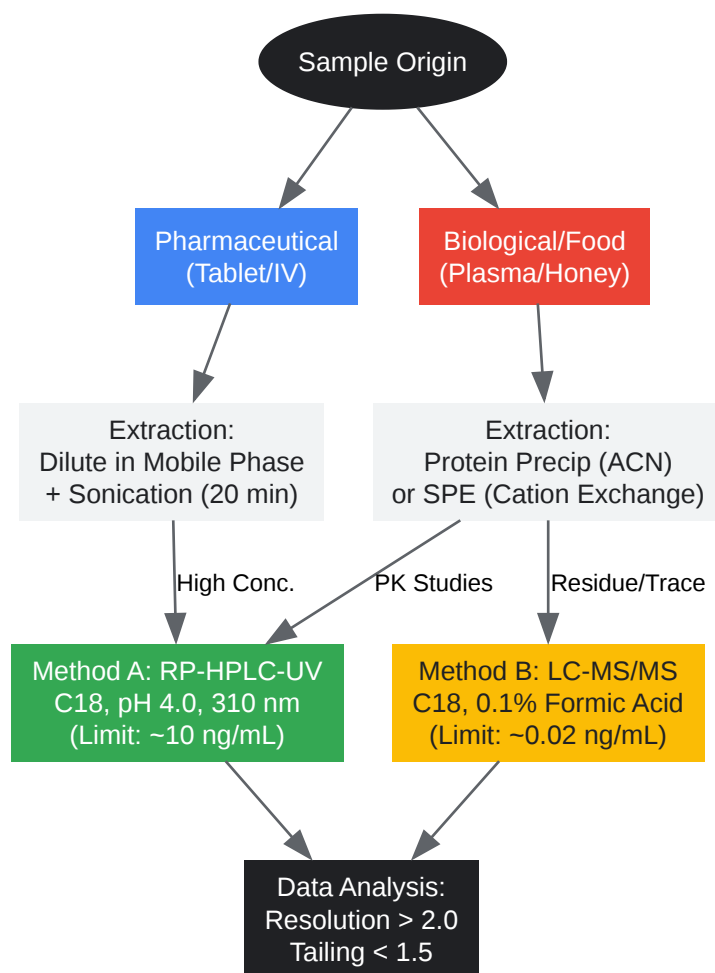 Sample Origin
Pharmaceutical
(Tablet/IV)
Biological/Food
(Plasma/Honey)
Extraction:
Dilute in Mobile Phase
+ Sonication (20 min)
Extraction:
Protein Precip (ACN)
or SPE (Cation Exchange)
High Conc.
PK Studies
Residue/Trace
Method A: RP-HPLC-UV
C18, pH 4.0, 310 nm
(Limit: ~10 ng/mL)
Method B: LC-MS/MS
C18, 0.1% Formic Acid
(Limit: ~0.02 ng/mL)
Data Analysis:
Resolution > 2.0
Tailing < 1.5